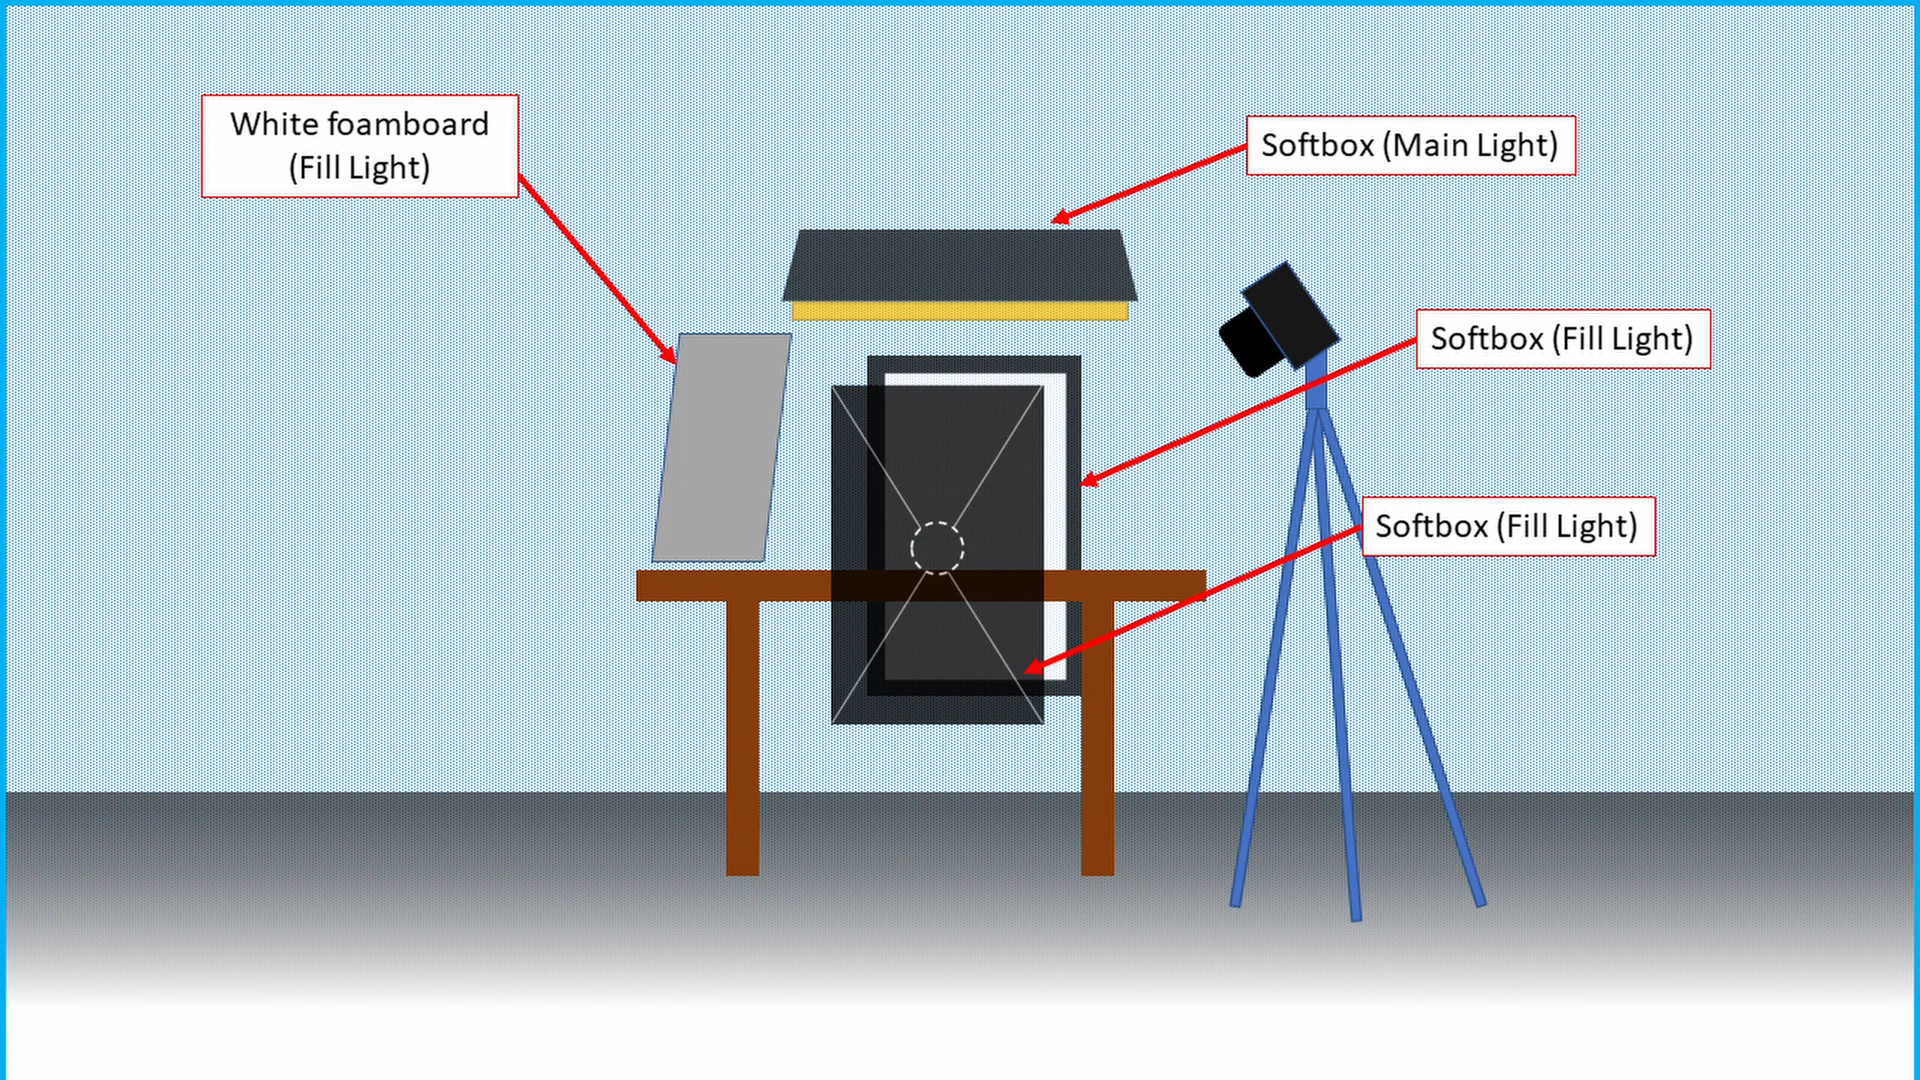 White foamboard
(Fill Light)
Softbox (Main Light)
Softbox (Fill Light)
Softbox (Fill Light)